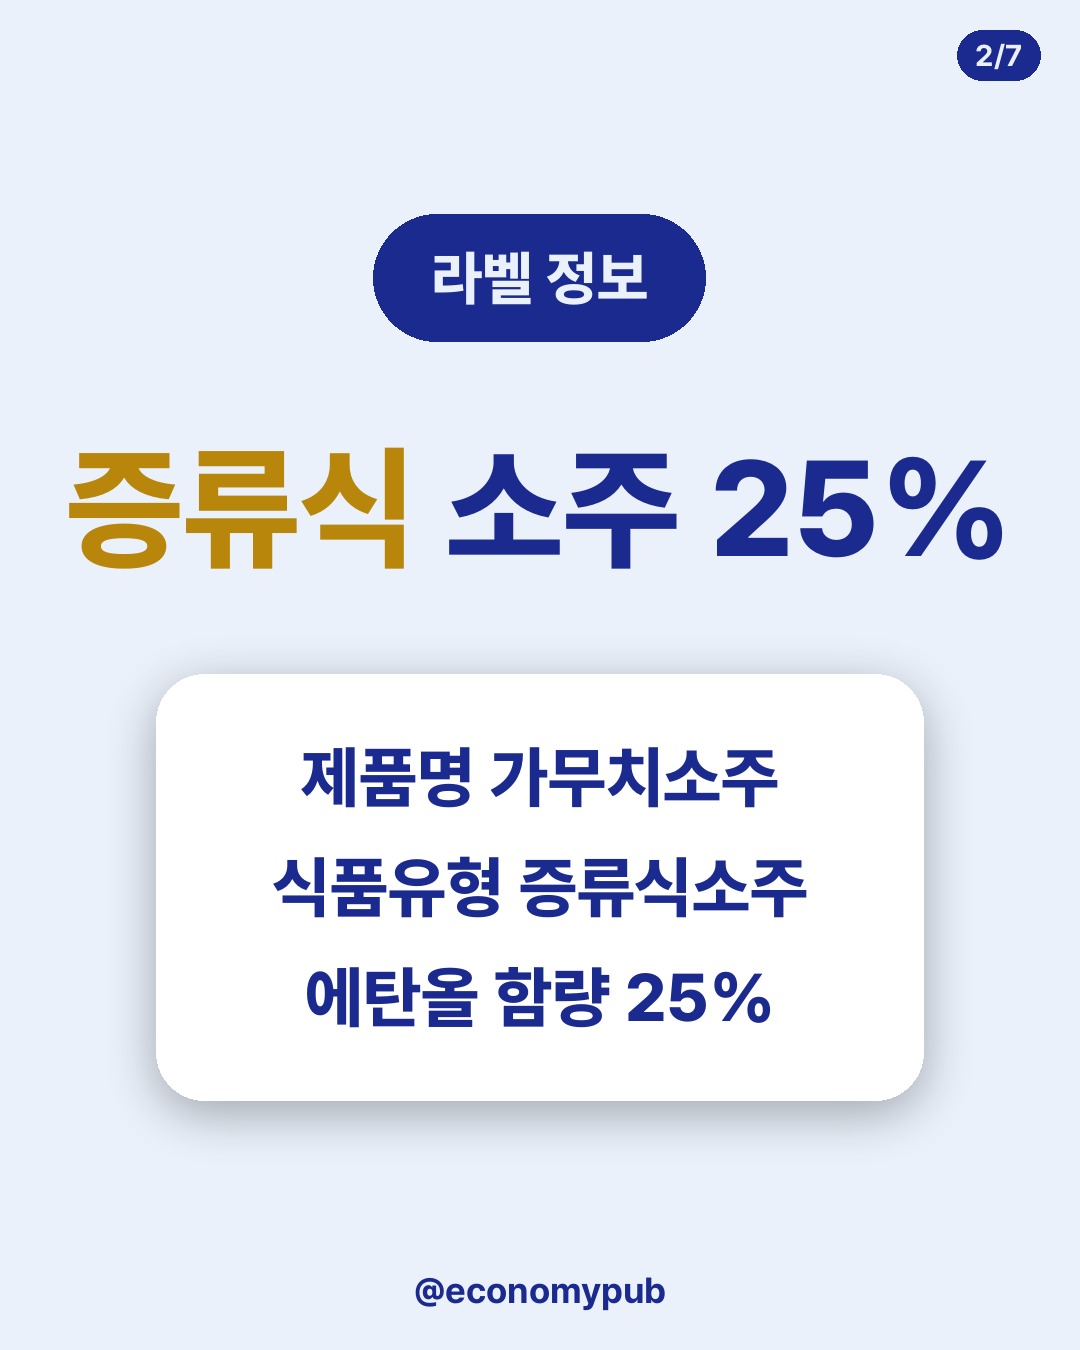 2/7
라벨 정보
증류식 소주 25%
제품명 가무치소주
식품유형 증류식소주
에탄올 함량 25%
@economypub